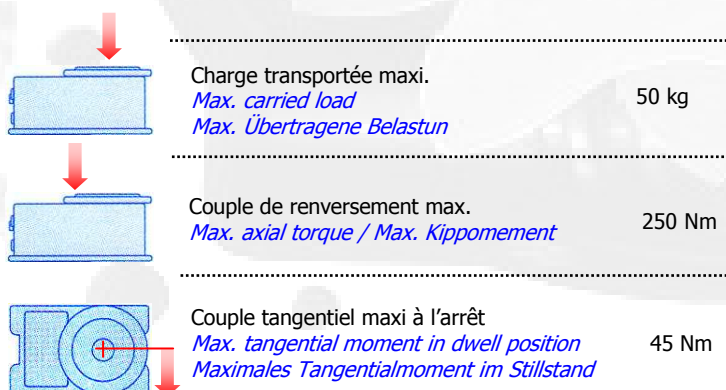 Charge transportée maxi.
Max. carried load
Max. Übertragene Belastun
50 kg
Couple de renversement max.
Max. axial torque / Max. Kippomement
250 Nm
Couple tangentiel maxi à l’arrêt
Max. tangential moment in dwell position
Maximales Tangentialmoment im Stillstand
45 Nm